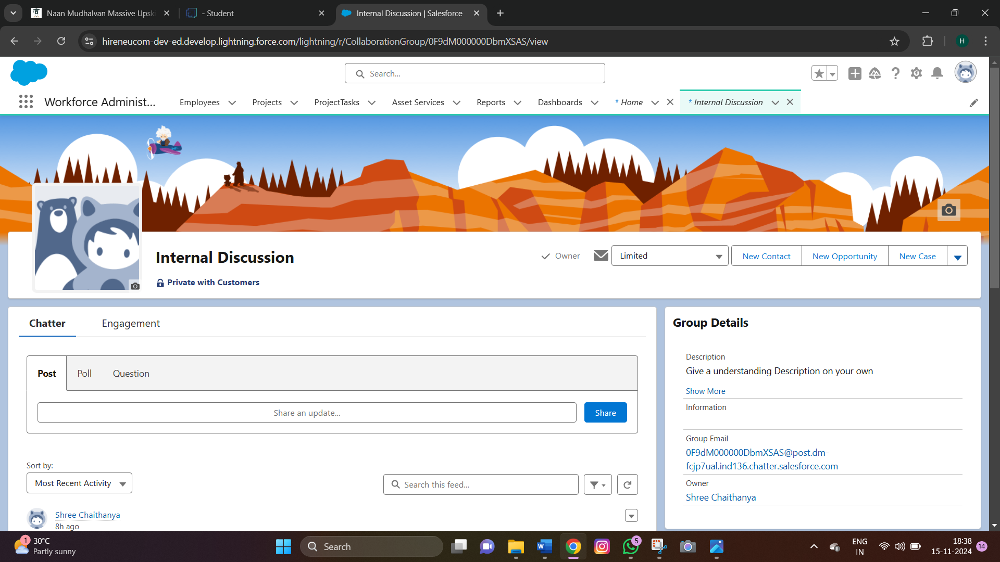 Naan Mudhalvan Massive Upsk
- Student
Internal Discussion | Salesforce
hireneucom-dev-ed.develop.lightning.force.com/lightning/r/CollaborationGroup/0F9dM000000DbmXSAS/view
H
Search...
Workforce Administ...
Employees
Projects
ProjectTasks
Asset Services
Reports
Dashboards
* Home
* Internal Discussion
Internal Discussion
Private with Customers
Owner
Limited
New Contact
New Opportunity
New Case
Chatter
Engagement
Post
Poll
Question
Share an update...
Share
Sort by:
Most Recent Activity
Search this feed...
Shree Chaithanya
8h ago
Group Details
Description
Give a understanding Description on your own
Show More
Information
Group Email
0F9dM000000DbmXSAS@post.dm-
fcjp7ual.ind136.chatter.salesforce.com
Owner
Shree Chaithanya
1
30°C
Partly sunny
Search
5
ENG
IN
18:38
15-11-2024
14